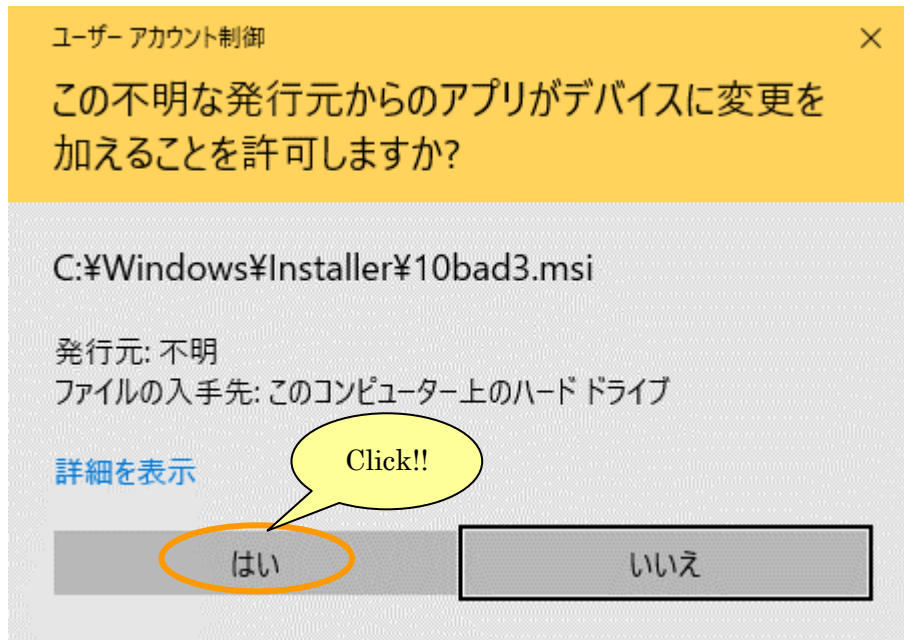 ユーザー アカウント制御
この不明な発行元からのアプリがデバイスに変更を
加えることを許可しますか?
C:¥Windows¥Installer¥10bad3.msi
発行元: 不明
ファイルの入手先: このコンピューター上のハード ドライブ
詳細を表示
Click!!
はい
いいえ